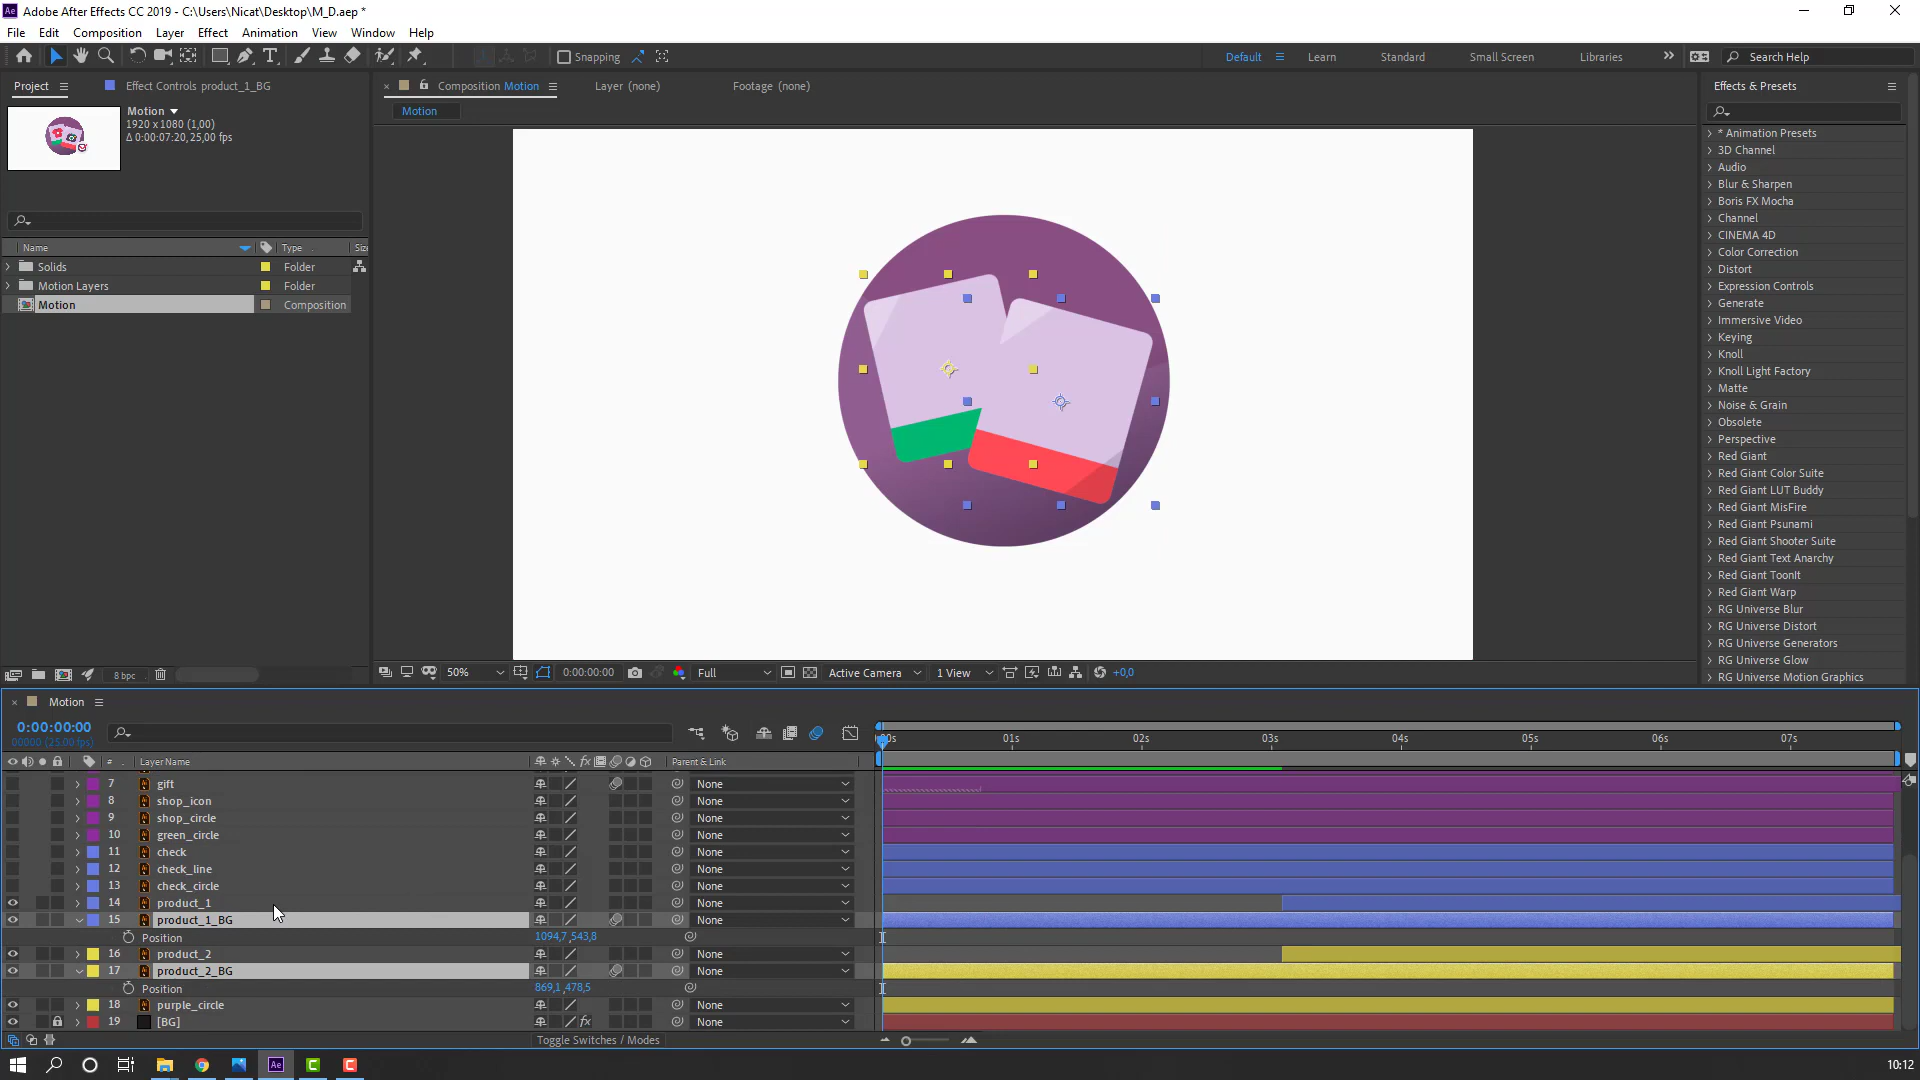 Adobe After Effects CC 2019 - C:\Users\Nicat\Desktop\M_D.aep *
File Edit Composition Layer Effect Animation View Window Help
Snapping Default Learn Standard Small Screen Libraries Search Help
Project Effect Controls product_1_BG Composition Motion Layer (none) Footage (none) Effects & Presets
Motion
1920 x 1080 (1,00)
Δ 0:00:07:20, 25,00 fps
Motion
Name Type Size
Solids Folder
Motion Layers Folder
Motion Composition
* Animation Presets
3D Channel
Audio
Blur & Sharpen
Boris FX Mocha
Channel
CINEMA 4D
Color Correction
Distort
Expression Controls
Generate
Immersive Video
Keying
Knoll
Knoll Light Factory
Matte
Noise & Grain
Obsolete
Perspective
Red Giant
Red Giant Color Suite
Red Giant LUT Buddy
Red Giant MisFire
Red Giant Psunami
Red Giant Shooter Suite
Red Giant Text Anarchy
Red Giant ToonIt
Red Giant Warp
RG Universe Blur
RG Universe Distort
RG Universe Generators
RG Universe Glow
RG Universe Motion Graphics
8 bpc 50% 0:00:00:00 Full Active Camera 1 View +0,0
Motion
0:00:00:00
00000 (25.00 fps)
:00s 01s 02s 03s 04s 05s 06s 07s
# Layer Name fx Parent & Link
7 gift None
8 shop_icon None
9 shop_circle None
10 green_circle None
11 check None
12 check_line None
13 check_circle None
14 product_1 None
15 product_1_BG None
Position 1094,7,543,8
16 product_2 None
17 product_2_BG None
Position 869,1,478,5
18 purple_circle None
19 [BG] fx None
Toggle Switches / Modes
10:12